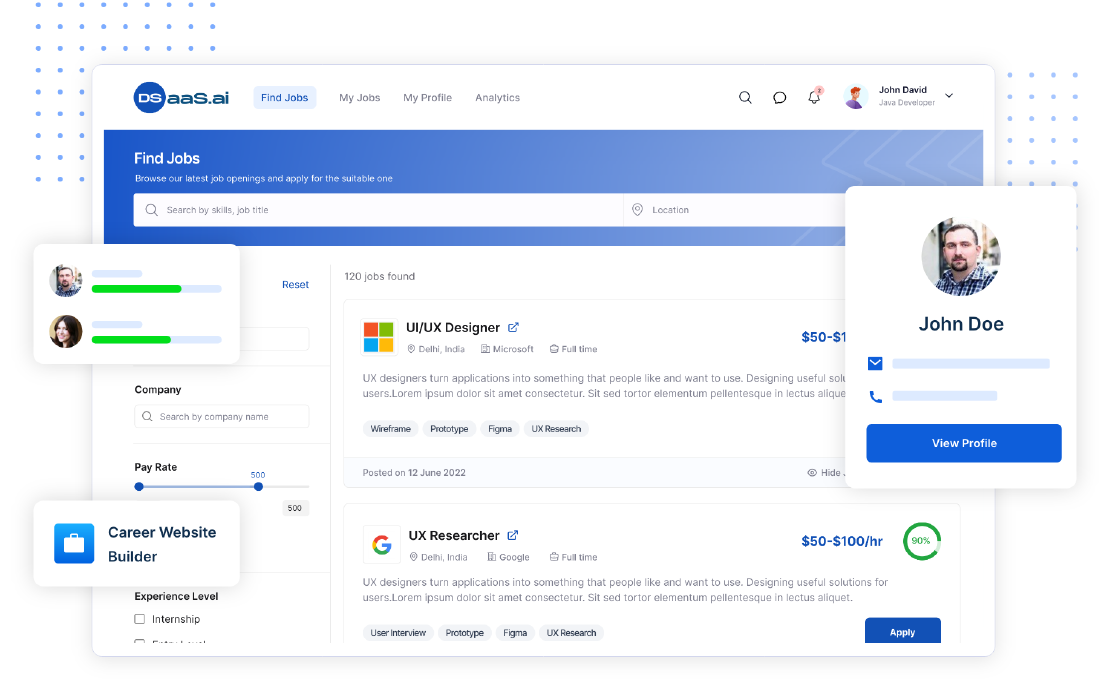 DSaaS.ai
Find Jobs
My Jobs
My Profile
Analytics
2
John David
Java Developer
Find Jobs
Browse our latest job openings and apply for the suitable one
Search by skills, job title
Location
Reset
120 jobs found
UI/UX Designer
Delhi, India
Microsoft
Full time
$50-$1
UX designers turn applications into something that people like and want to use. Designing useful
users.Lorem ipsum dolor sit amet consectetur. Sit sed tortor elementum pellentesque in lectus
Wireframe
Prototype
Figma
UX Research
Posted on 12 June 2022
Hide
John Doe
View Profile
Company
Search by company name
Pay Rate
500
500
Career Website
Builder
Experience Level
Internship
UX Researcher
Delhi, India
Google
Full time
$50-$100/hr
90%
UX designers turn applications into something that people like and want to use. Designing useful solutions for
users.Lorem ipsum dolor sit amet consectetur. Sit sed tortor elementum pellentesque in lectus aliquet.
User Interview
Prototype
Figma
UX Research
Apply